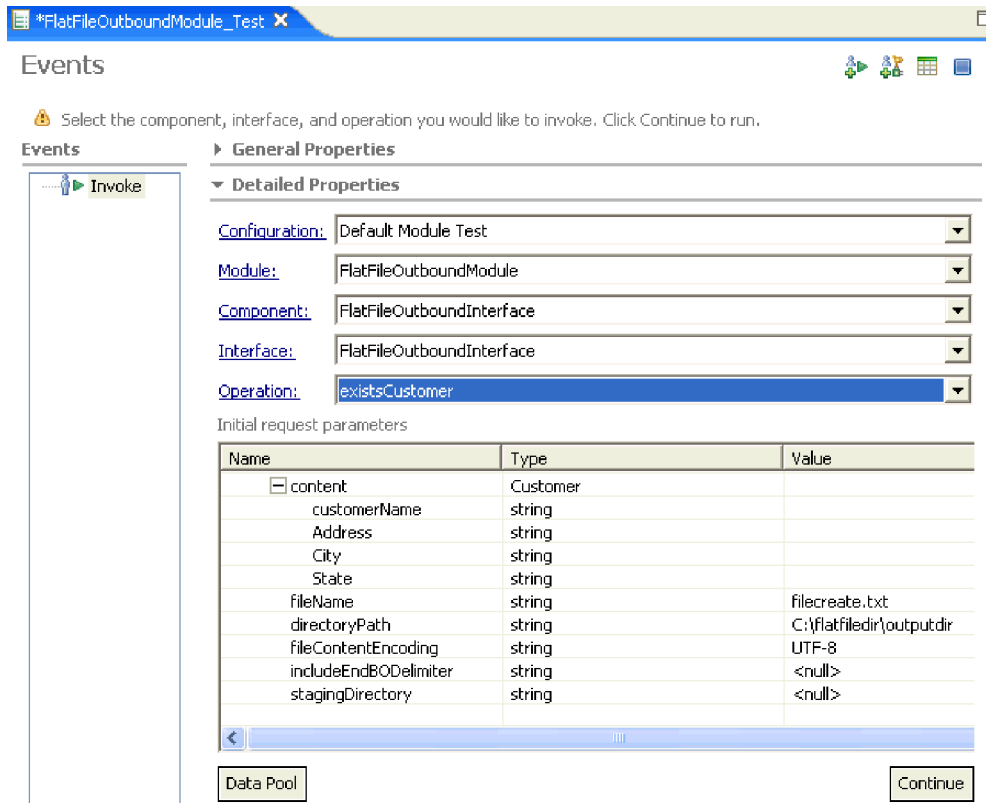 *FlatFileOutboundModule_Test
Events
Select the component, interface, and operation you would like to invoke. Click Continue to run.
Events
General Properties
Invoke
Detailed Properties
Configuration: Default Module Test
Module: FlatFileOutboundModule
Component: FlatFileOutboundInterface
Interface: FlatFileOutboundInterface
Operation: existsCustomer
Initial request parameters
Name Type Value
content Customer
customerName string
Address string
City string
State string
fileName string filecreate.txt
directoryPath string C:\flatfiledir\outputdir
fileContentEncoding string UTF-8
includeEndBODelimiter string <null>
stagingDirectory string <null>
Data Pool Continue